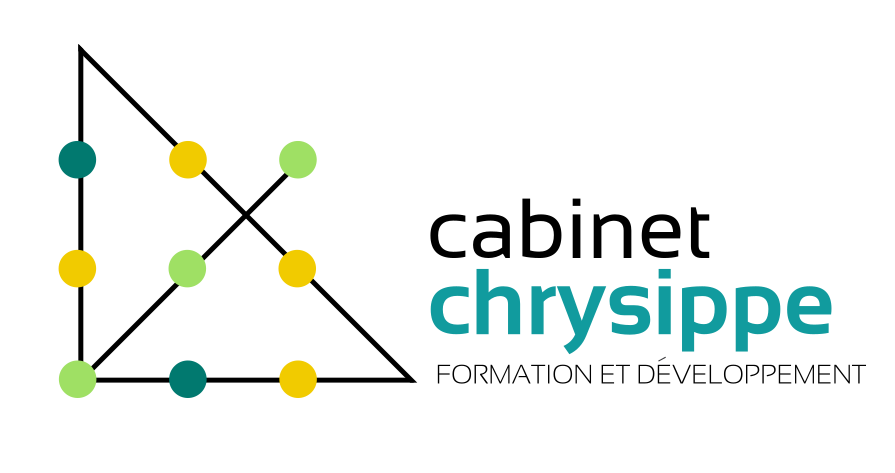 cabinet
chrysippe
FORMATION ET DÉVELOPPEMENT